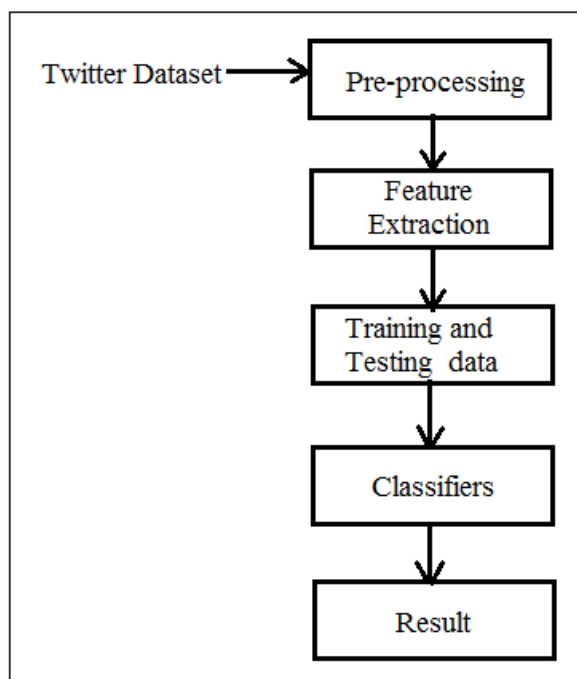 Twitter Dataset
Pre-processing
Feature
Extraction
Training and
Testing data
Classifiers
Result